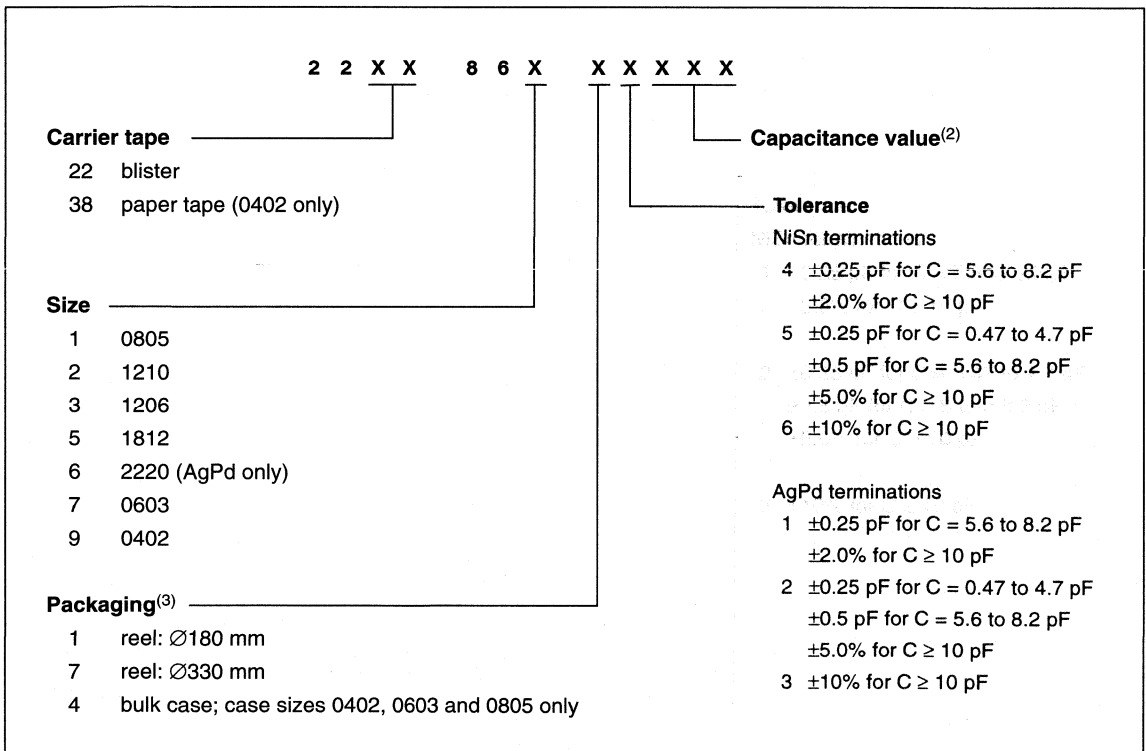 2 2 X X 8 6 X X X X X X
Carrier tape
22 blister
38 paper tape (0402 only)
Size
1 0805
2 1210
3 1206
5 1812
6 2220 (AgPd only)
7 0603
9 0402
Packaging(3)
1 reel: ∅180 mm
7 reel: ∅330 mm
4 bulk case; case sizes 0402, 0603 and 0805 only
Capacitance value(2)
Tolerance
NiSn terminations
4 ±0.25 pF for C = 5.6 to 8.2 pF
±2.0% for C ≥ 10 pF
5 ±0.25 pF for C = 0.47 to 4.7 pF
±0.5 pF for C = 5.6 to 8.2 pF
±5.0% for C ≥ 10 pF
6 ±10% for C ≥ 10 pF
AgPd terminations
1 ±0.25 pF for C = 5.6 to 8.2 pF
±2.0% for C ≥ 10 pF
2 ±0.25 pF for C = 0.47 to 4.7 pF
±0.5 pF for C = 5.6 to 8.2 pF
±5.0% for C ≥ 10 pF
3 ±10% for C ≥ 10 pF